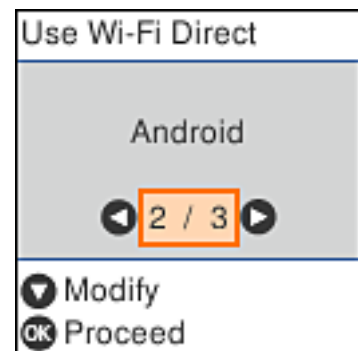 Use Wi-Fi Direct
Android
2 / 3
Modify
OK Proceed